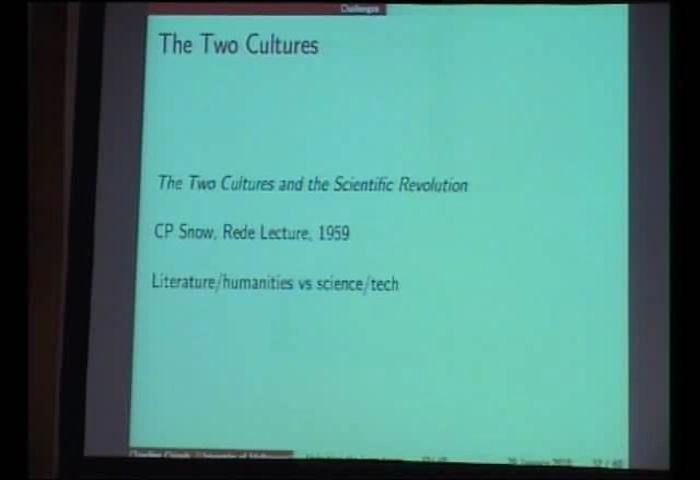 Challenges
The Two Cultures
The Two Cultures and the Scientific Revolution
CP Snow, Rede Lecture, 1959
Literature/humanities vs science/tech